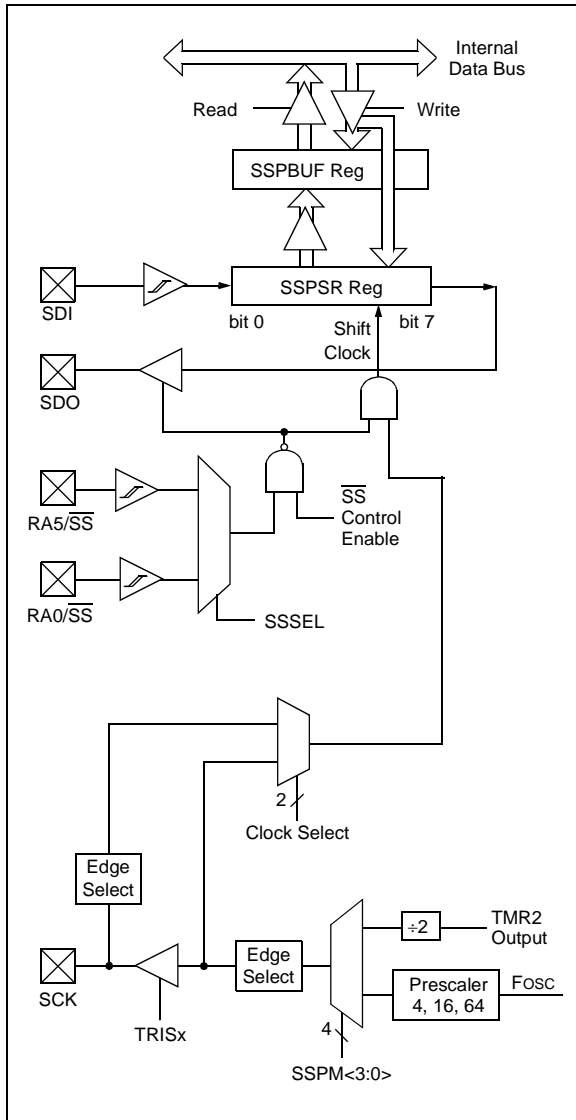 Internal
Data Bus
Read
Write
SSPBUF Reg
SSPSR Reg
SDI
bit 0
bit 7
Shift
Clock
SDO
RA5/SS
SS
Control
Enable
RA0/SS
SSSEL
2
Clock Select
Edge
Select
SCK
TRISx
Edge
Select
÷2
TMR2
Output
Prescaler
4, 16, 64
FOSC
4
SSPM<3:0>